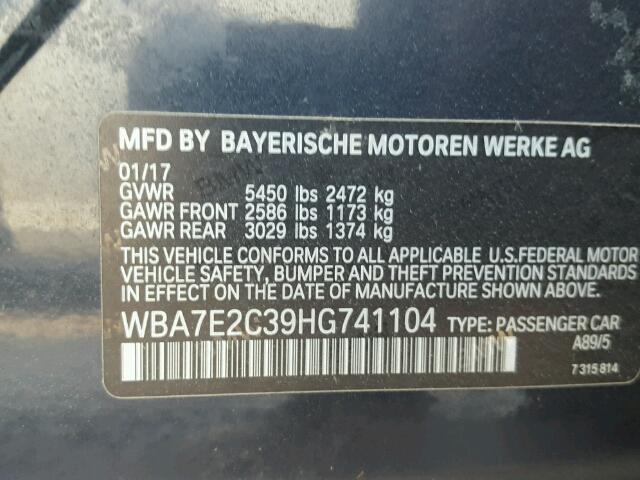 MFD BY BAYERISCHE MOTOREN WERKE AG
01/17
GVWR 5450 lbs 2472 kg
GAWR FRONT 2586 lbs 1173 kg
GAWR REAR 3029 lbs 1374 kg
THIS VEHICLE CONFORMS TO ALL APPLICABLE U.S.FEDERAL MOTOR
VEHICLE SAFETY, BUMPER AND THEFT PREVENTION STANDARDS
IN EFFECT ON THE DATE OF MANUFACTURE SHOWN ABOVE.
WBA7E2C39HG741104 TYPE: PASSENGER CAR
A89/5
7 315 814